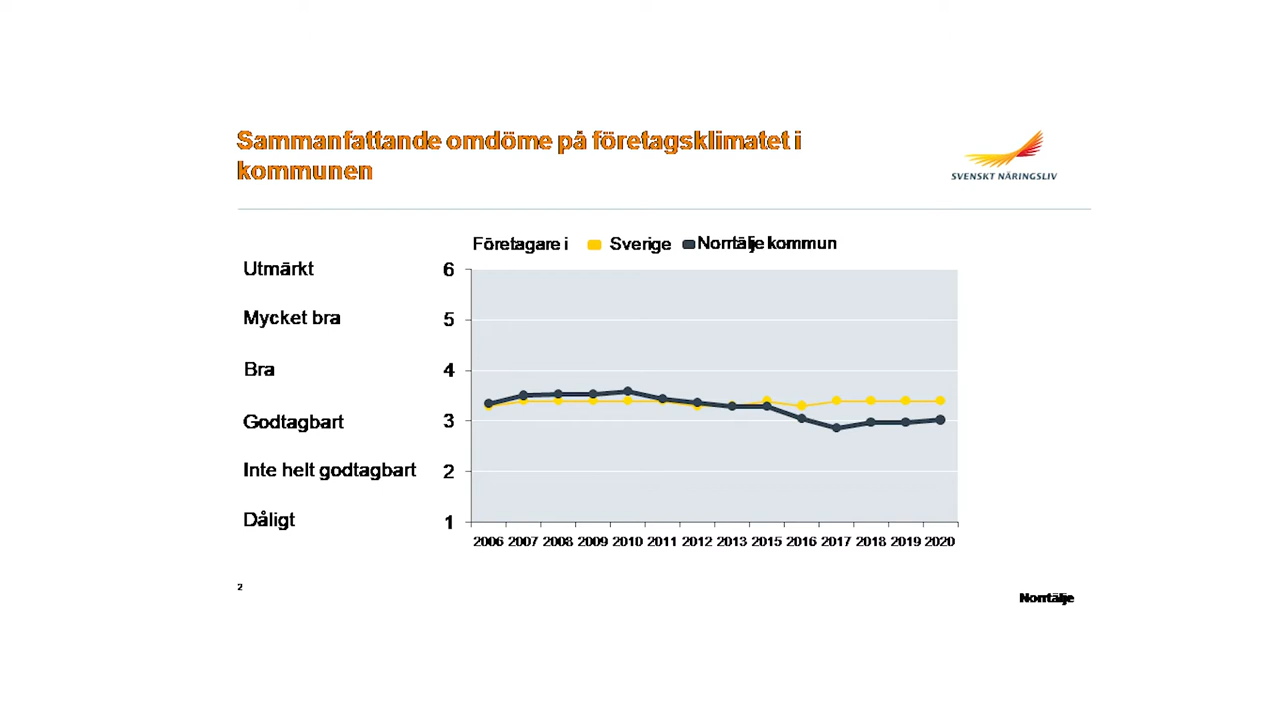 Sammanfattande omdöme på företagsklimatet i
kommunen
SVENSKT NÄRINGSLIV
Företagare i Sverige Norrtälje kommun
Utmärkt 6
Mycket bra 5
Bra 4
Godtagbart 3
Inte helt godtagbart 2
Dåligt 1
2006 2007 2008 2009 2010 2011 2012 2013 2015 2016 2017 2018 2019 2020
2
Norrtälje